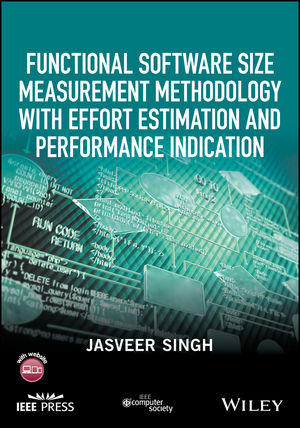 FUNCTIONAL SOFTWARE SIZE
MEASUREMENT METHODOLOGY
WITH EFFORT ESTIMATION AND
PERFORMANCE INDICATION
RUN CODE
RETURN
JASVEER SINGH
with website
IEEE PRESS
IEEE
computer
society
WILEY